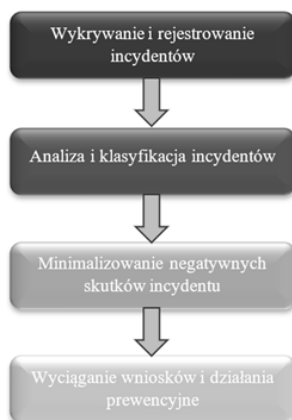 Wykrywanie i rejestrowanie
incydentów
Analiza i klasyfikacja incydentów
Minimalizowanie negatywnych
skutków incydentu
Wyciąganie wniosków i działania
prewencyjne